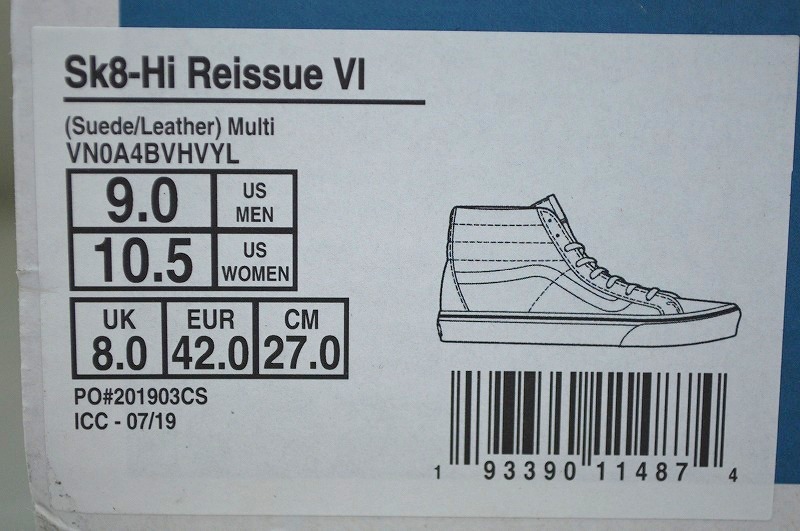 Sk8-Hi Reissue VI
(Suede/Leather) Multi
VN0A4BVHVYL
9.0 US MEN
10.5 US WOMEN
UK EUR CM
8.0 42.0 27.0
PO#201903CS
ICC - 07/19
1 93390 11487 4